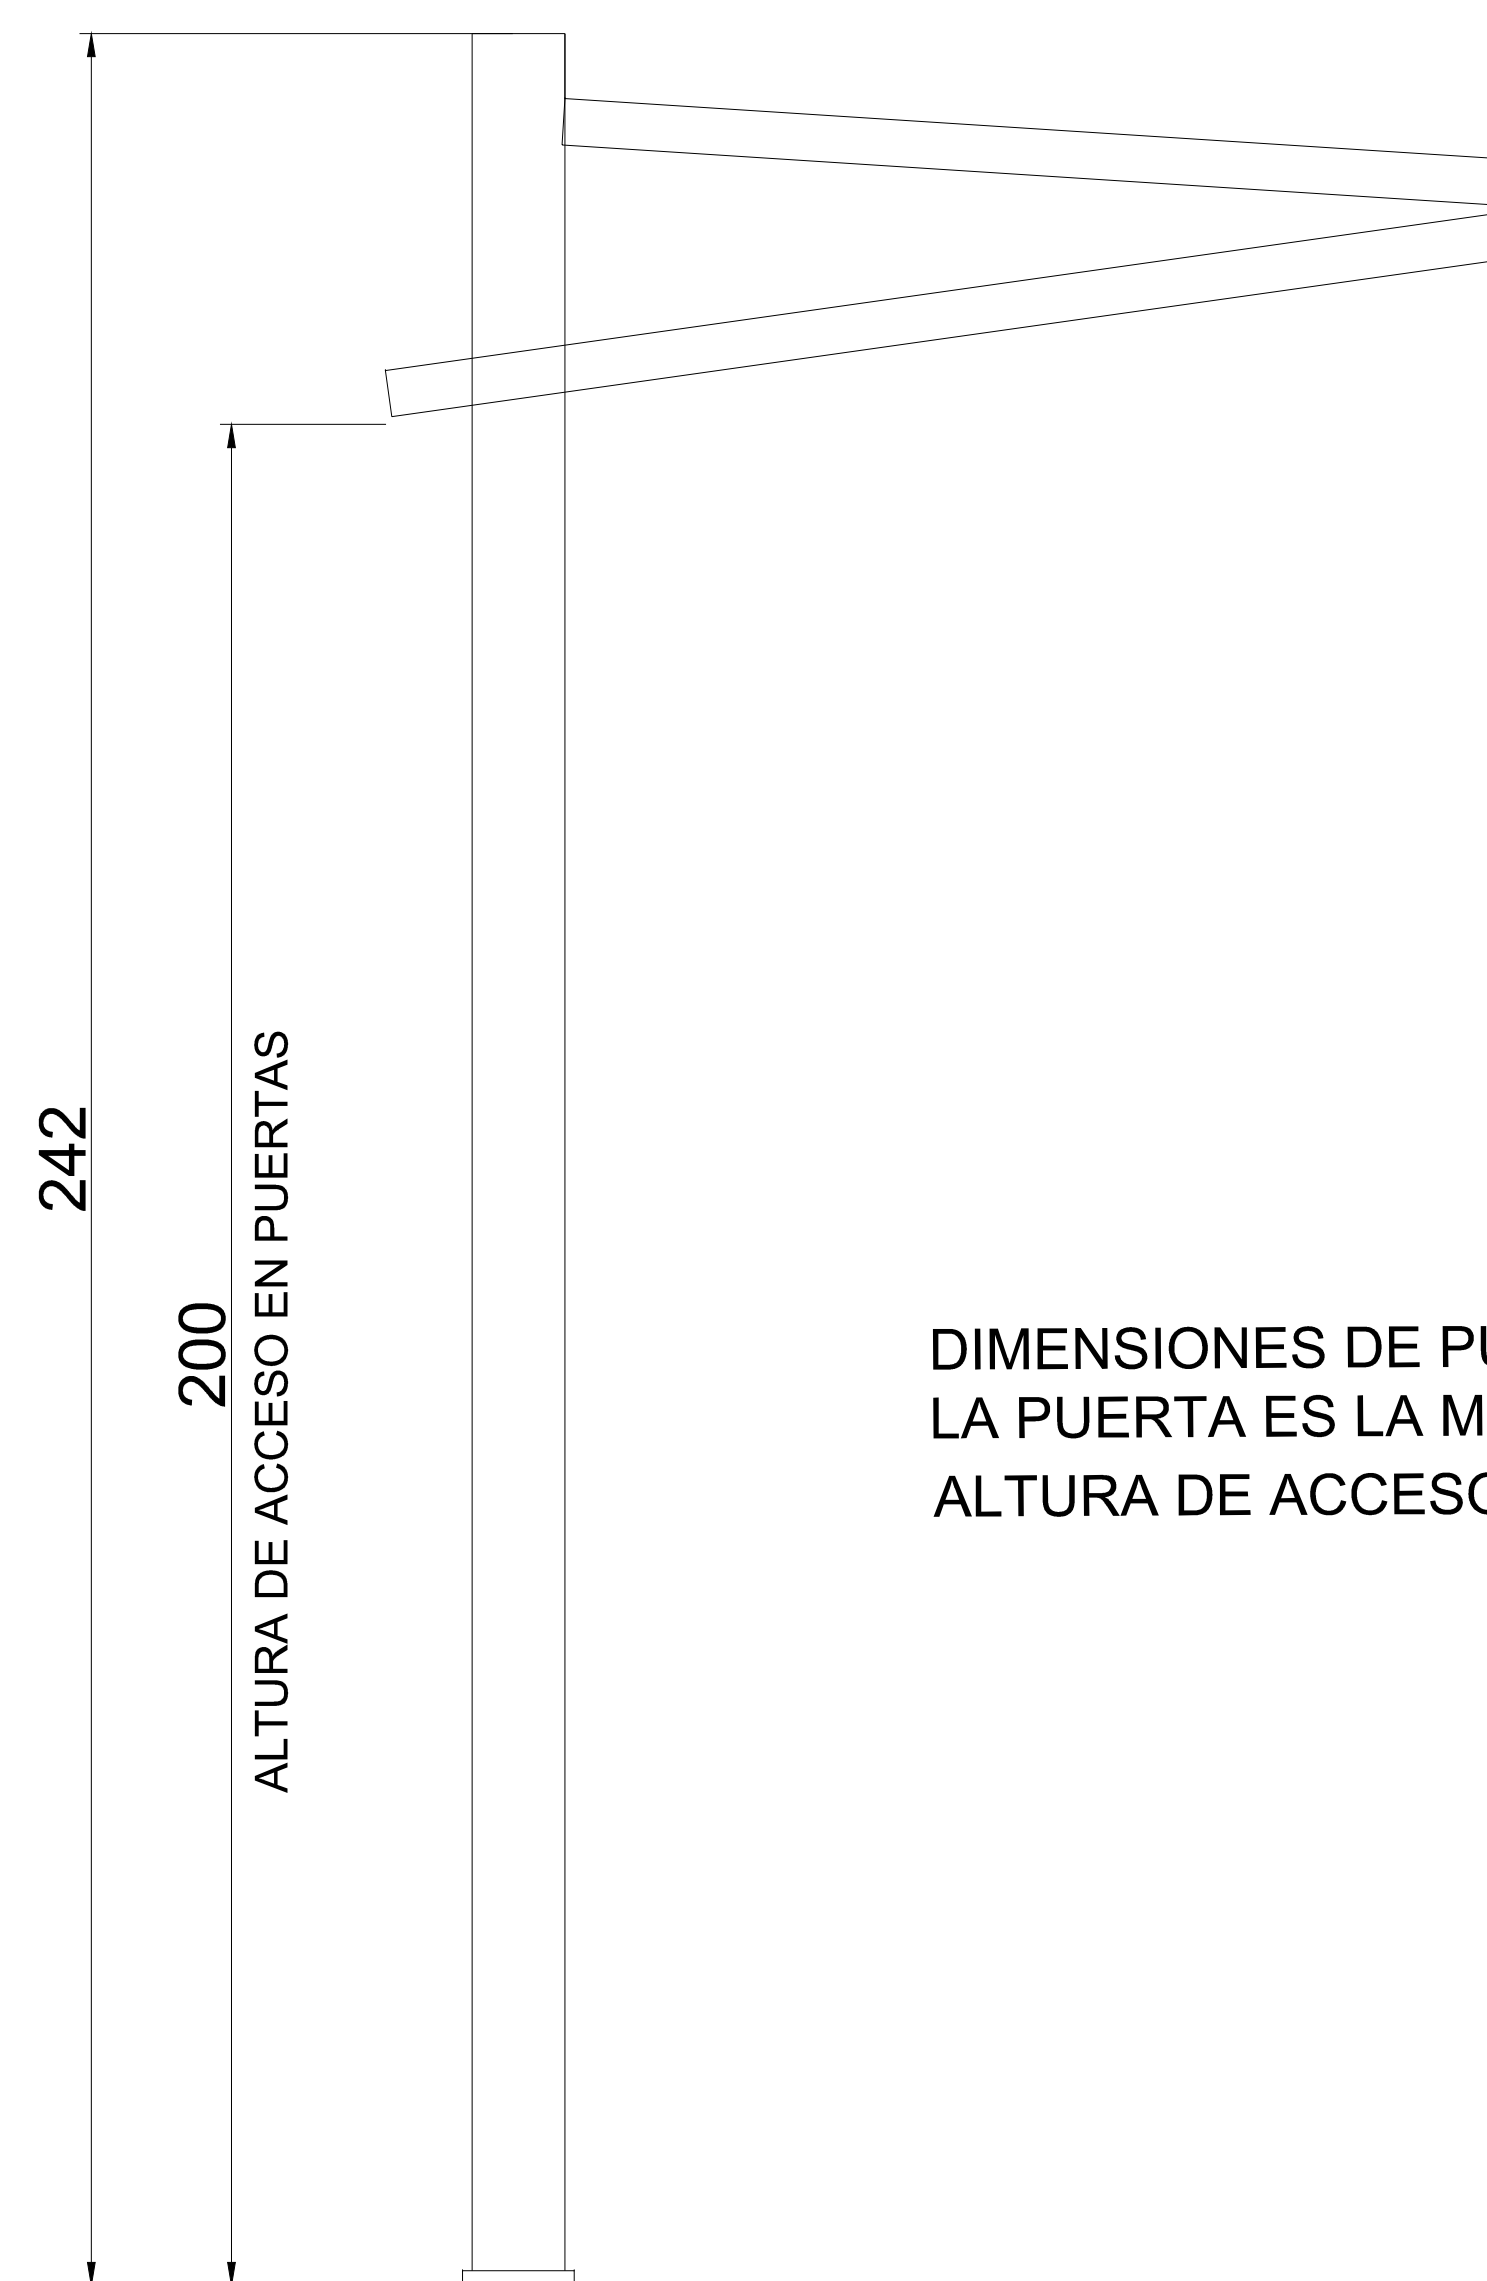 242
200
ALTURA DE ACCESO EN PUERTAS
DIMENSIONES DE
LA PUERTA ES LA
ALTURA DE